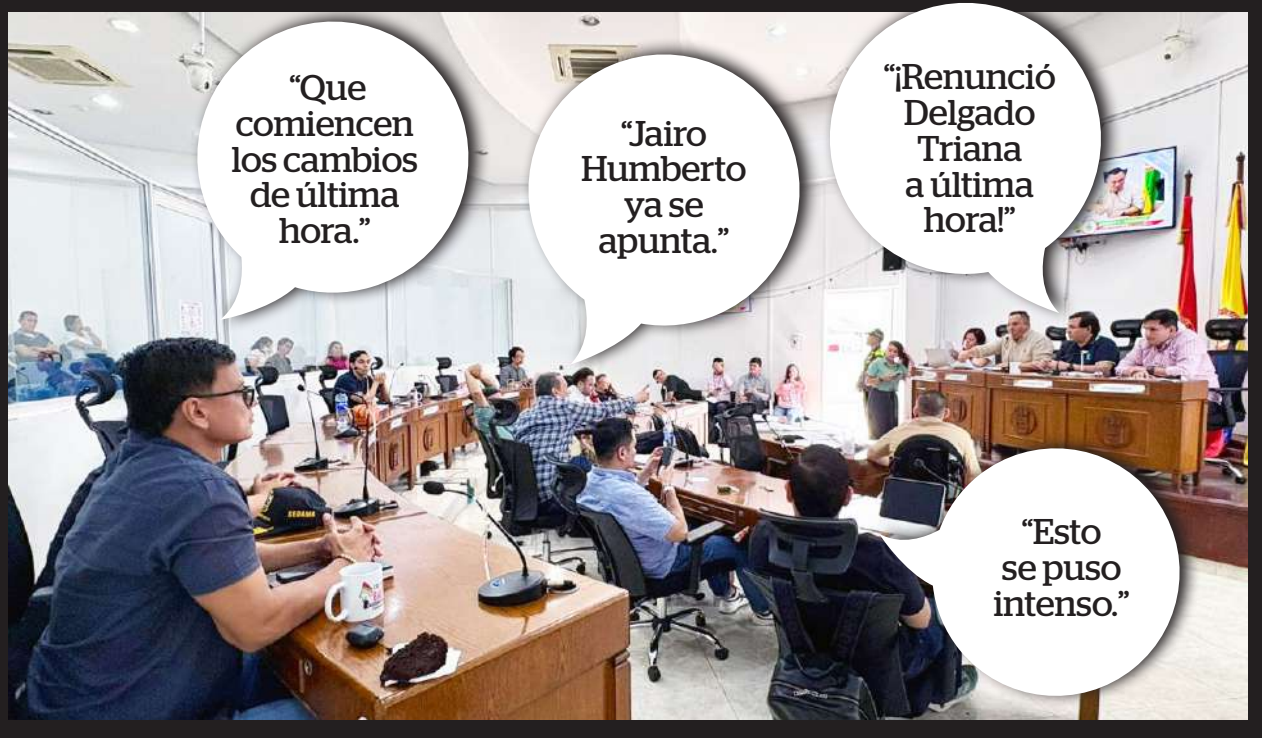 “Que
comiencen
los cambios
de última
hora.”
“Jairo
Humberto
ya se
apunta.”
“¡Renunció
Delgado
Triana
a última
hora!”
“Esto
se puso
intenso.”
SEDAMA